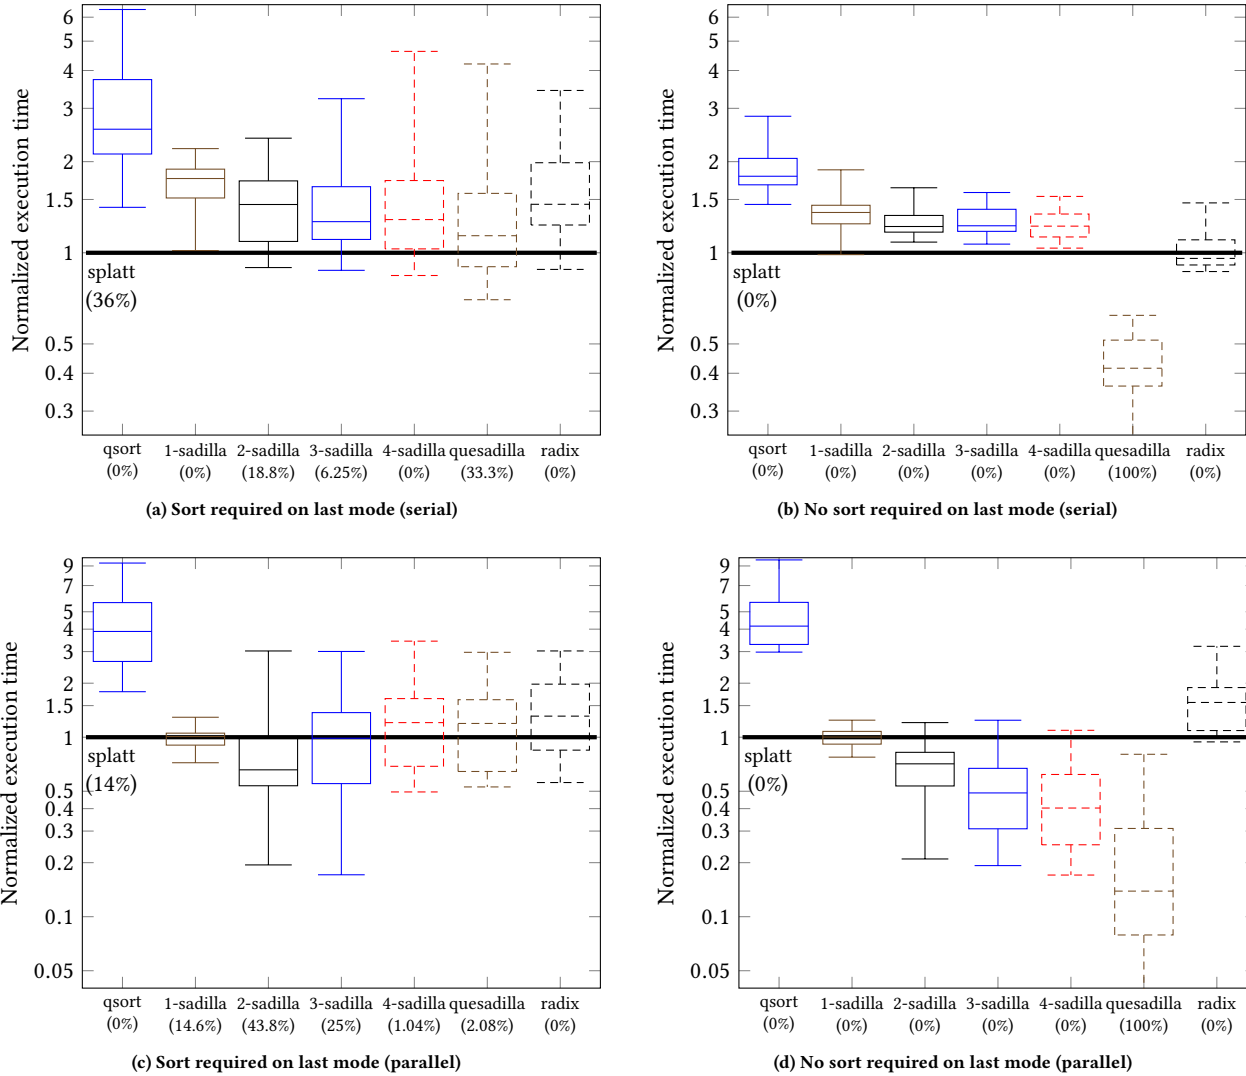 Normalized execution time
6
5
4
3
2
1.5
1
0.5
0.4
0.3
splatt
(36%)
qsort
(0%)
1-sadilla
(0%)
2-sadilla
(18.8%)
3-sadilla
(6.25%)
4-sadilla
(0%)
quesadilla
(33.3%)
radix
(0%)
(a) Sort required on last mode (serial)
Normalized execution time
6
5
4
3
2
1.5
1
0.5
0.4
0.3
splatt
(0%)
qsort
(0%)
1-sadilla
(0%)
2-sadilla
(0%)
3-sadilla
(0%)
4-sadilla
(0%)
quesadilla
(100%)
radix
(0%)
(b) No sort required on last mode (serial)
Normalized execution time
9
7
5
4
3
2
1.5
1
0.5
0.4
0.3
0.2
0.1
0.05
splatt
(14%)
qsort
(0%)
1-sadilla
(14.6%)
2-sadilla
(43.8%)
3-sadilla
(25%)
4-sadilla
(1.04%)
quesadilla
(2.08%)
radix
(0%)
(c) Sort required on last mode (parallel)
Normalized execution time
9
7
5
4
3
2
1.5
1
0.5
0.4
0.3
0.2
0.1
0.05
splatt
(0%)
qsort
(0%)
1-sadilla
(0%)
2-sadilla
(0%)
3-sadilla
(0%)
4-sadilla
(0%)
quesadilla
(100%)
radix
(0%)
(d) No sort required on last mode (parallel)